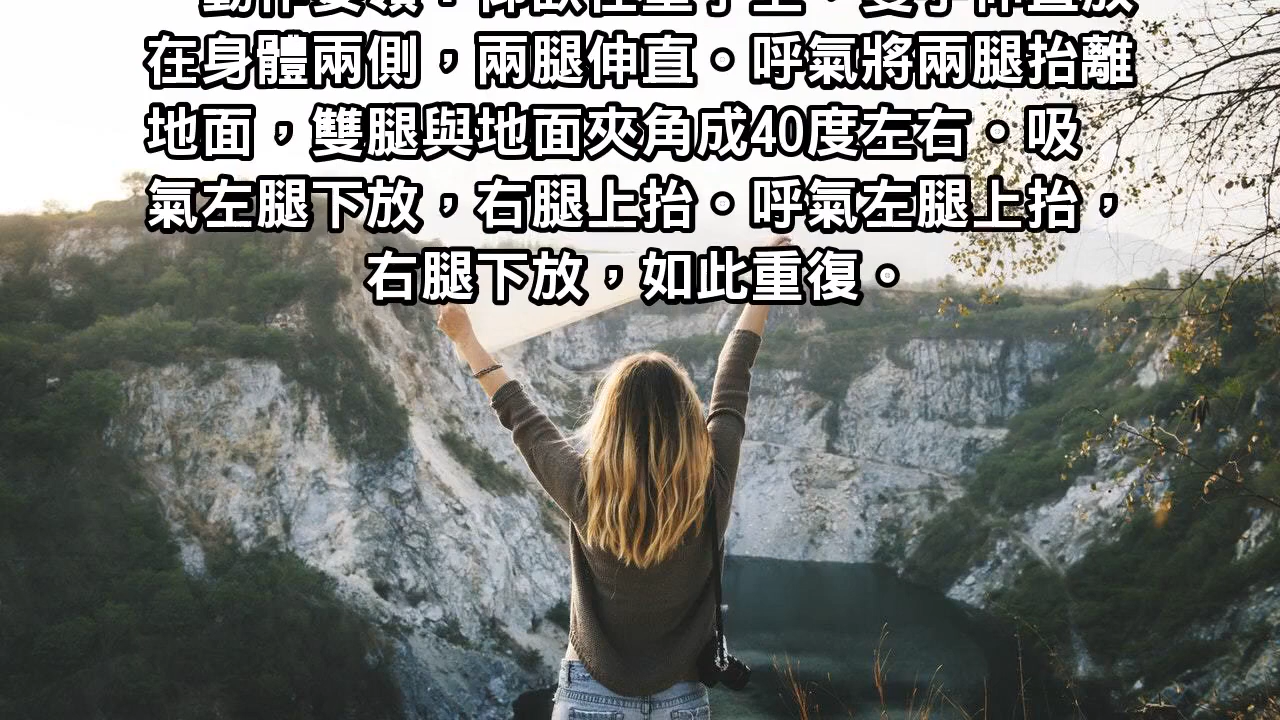 在身體兩側，兩腿伸直。呼氣將兩腿抬離
地面，雙腿與地面夾角成40度左右。吸
氣左腿下放，右腿上抬。呼氣左腿上抬，
右腿下放，如此重復。